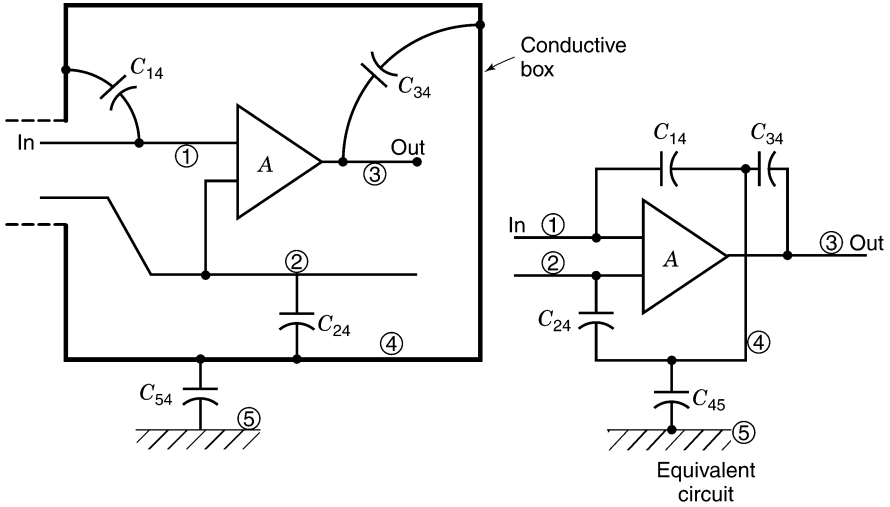 C14
C34
Conductive
box
In
①
A
Out
③
②
C24
④
C54
⑤
C14
C34
In
①
②
A
③ Out
C24
④
C45
⑤
Equivalent
circuit